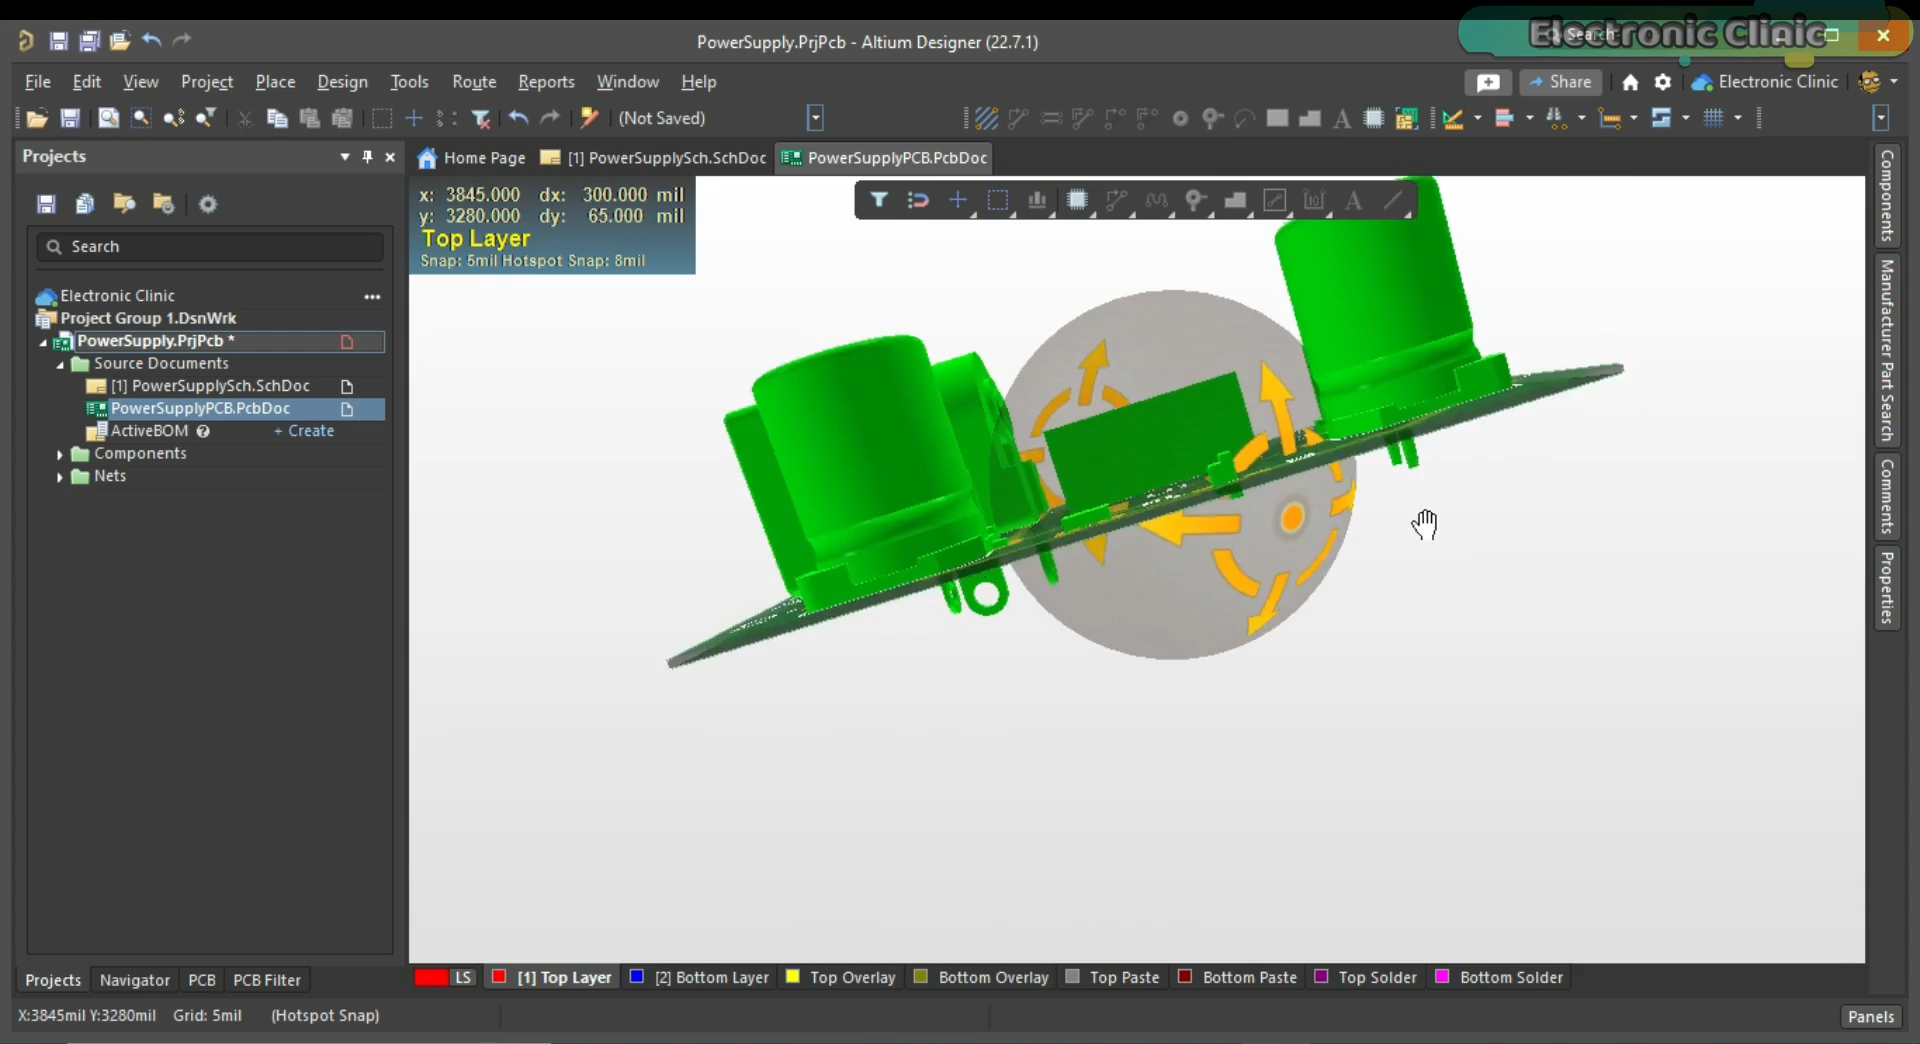 PowerSupply.PrjPcb - Altium Designer (22.7.1)
Electronic Clinic
File Edit View Project Place Design Tools Route Reports Window Help
Share
Electronic Clinic
(Not Saved)
Projects
Home Page
[1] PowerSupplySch.SchDoc
PowerSupplyPCB.PcbDoc
x: 3845.000 dx: 300.000 mil
y: 3280.000 dy: 65.000 mil
Top Layer
Snap: 5mil Hotspot Snap: 8mil
Search
Electronic Clinic
Project Group 1.DsnWrk
PowerSupply.PrjPcb *
Source Documents
[1] PowerSupplySch.SchDoc
PowerSupplyPCB.PcbDoc
ActiveBOM + Create
Components
Nets
Components
Manufacturer Part Search
Comments
Properties
Projects Navigator PCB PCB Filter
LS [1] Top Layer [2] Bottom Layer Top Overlay Bottom Overlay Top Paste Bottom Paste Top Solder Bottom Solder
X:3845mil Y:3280mil Grid: 5mil (Hotspot Snap)
Panels